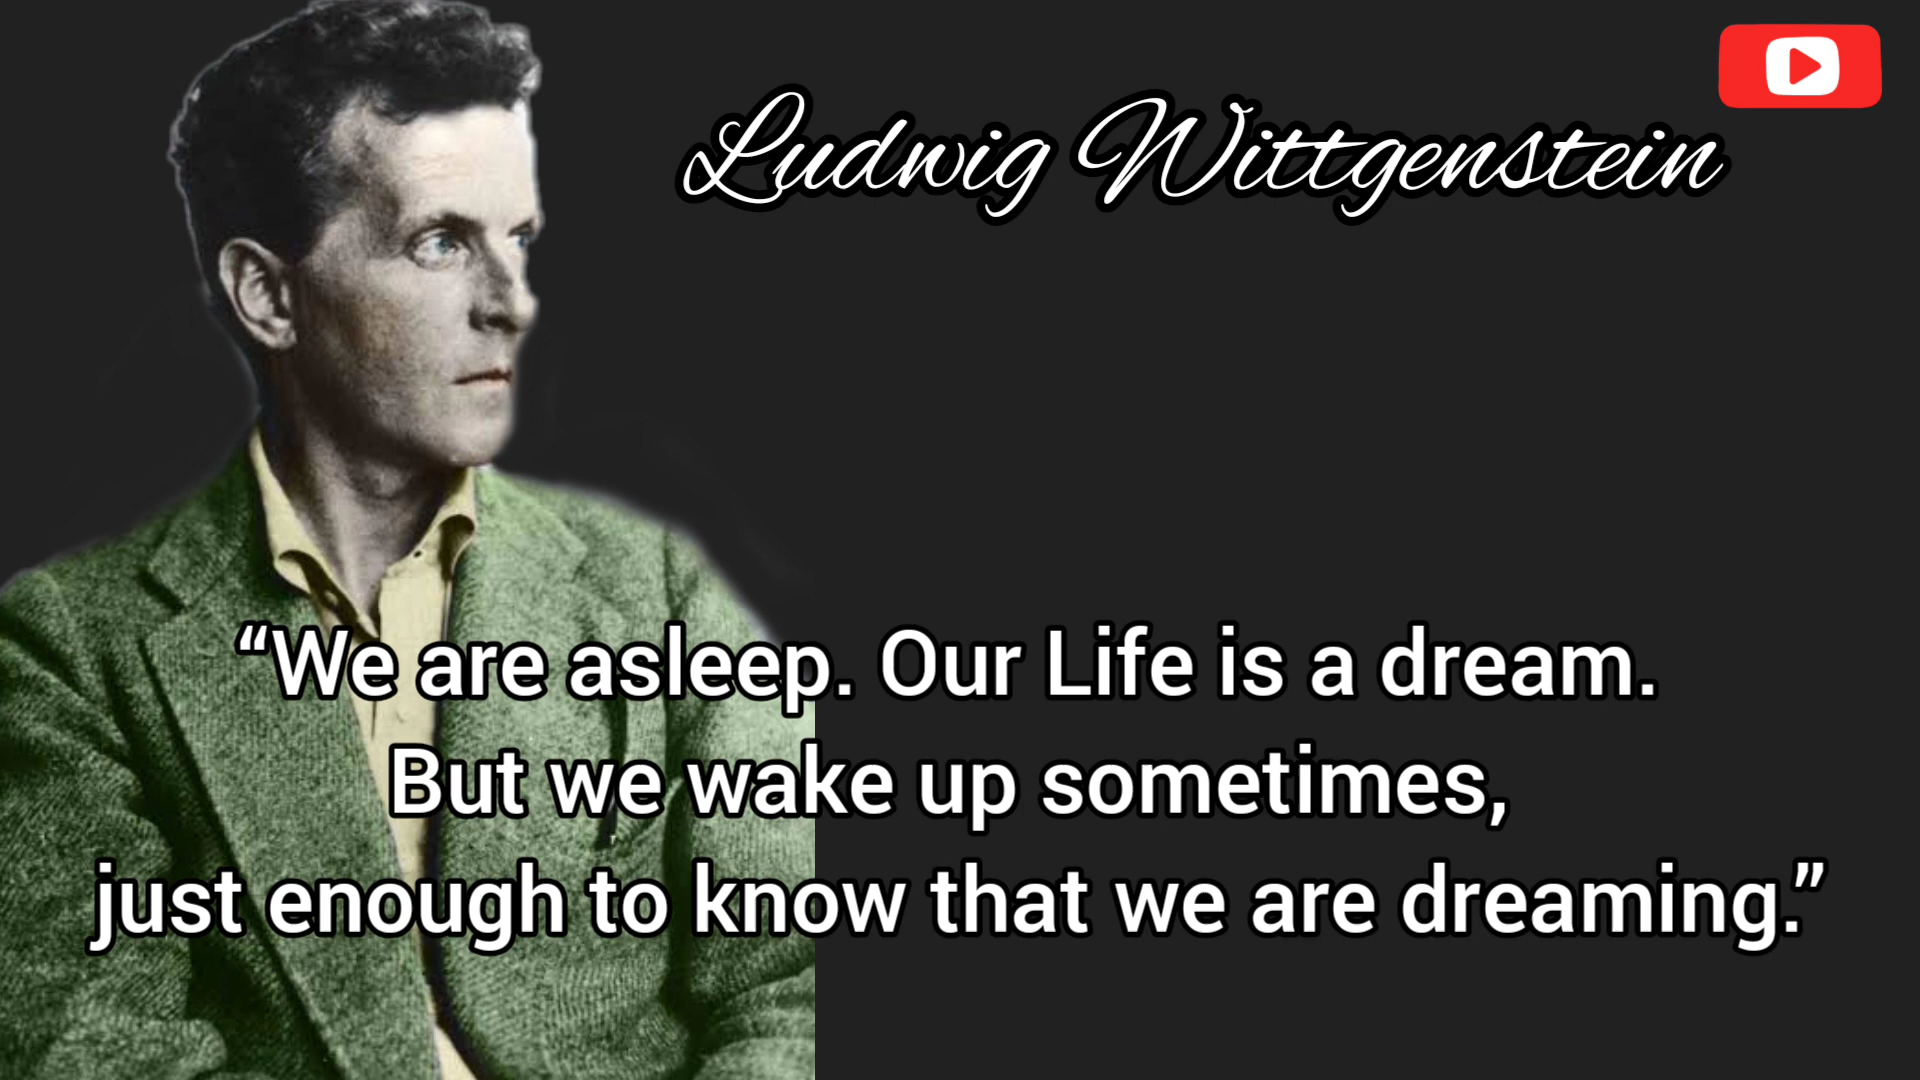 Ludwig Wittgenstein
“We are asleep. Our Life is a dream.
But we wake up sometimes,
just enough to know that we are dreaming.”